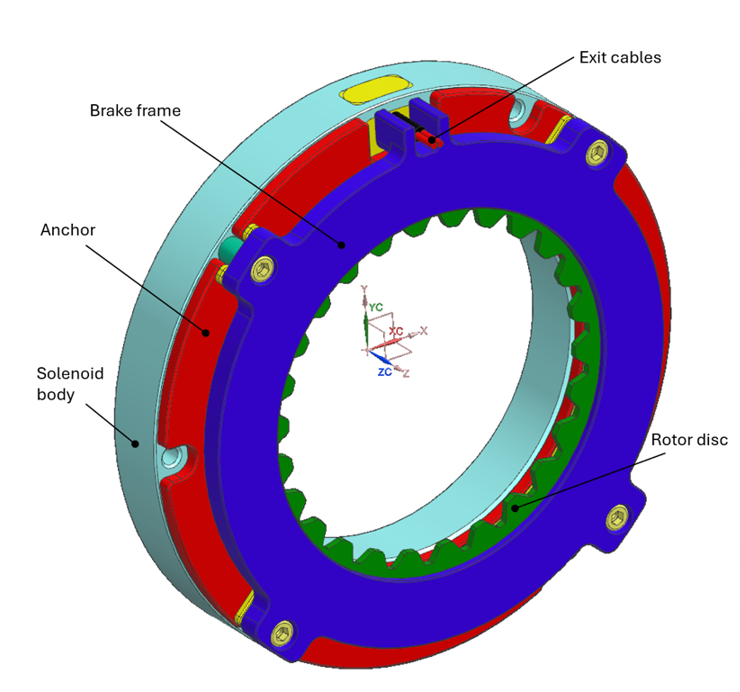 Exit cables
Brake frame
Anchor
Solenoid
body
Rotor disc
Y
YC
XC
X
ZC
Z